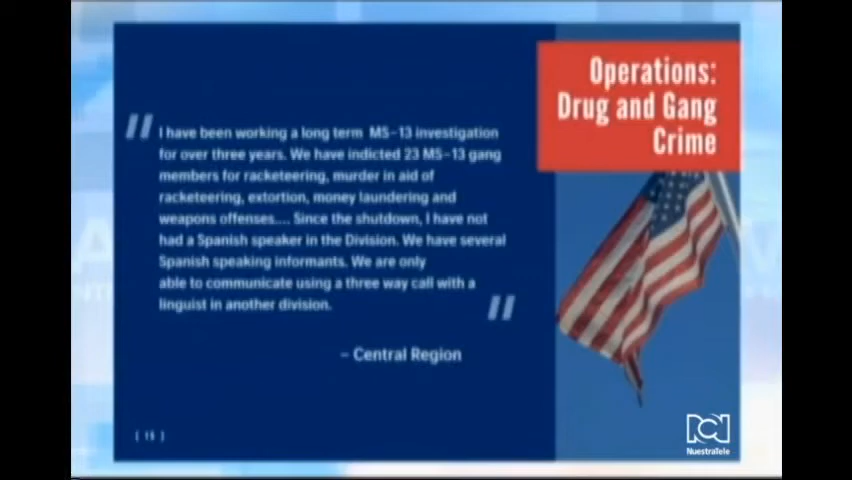 Operations:
Drug and Gang
Crime
"I have been working a long term MS-13 investigation
for over three years. We have indicted 23 MS-13 gang
members for racketeering, murder in aid of
racketeering, extortion, money laundering and
weapons offenses.... Since the shutdown, I have not
had a Spanish speaker in the Division. We have several
Spanish speaking informants. We are only
able to communicate using a three way call with a
linguist in another division."
– Central Region
[ 15 ]
RCN
NuestraTele